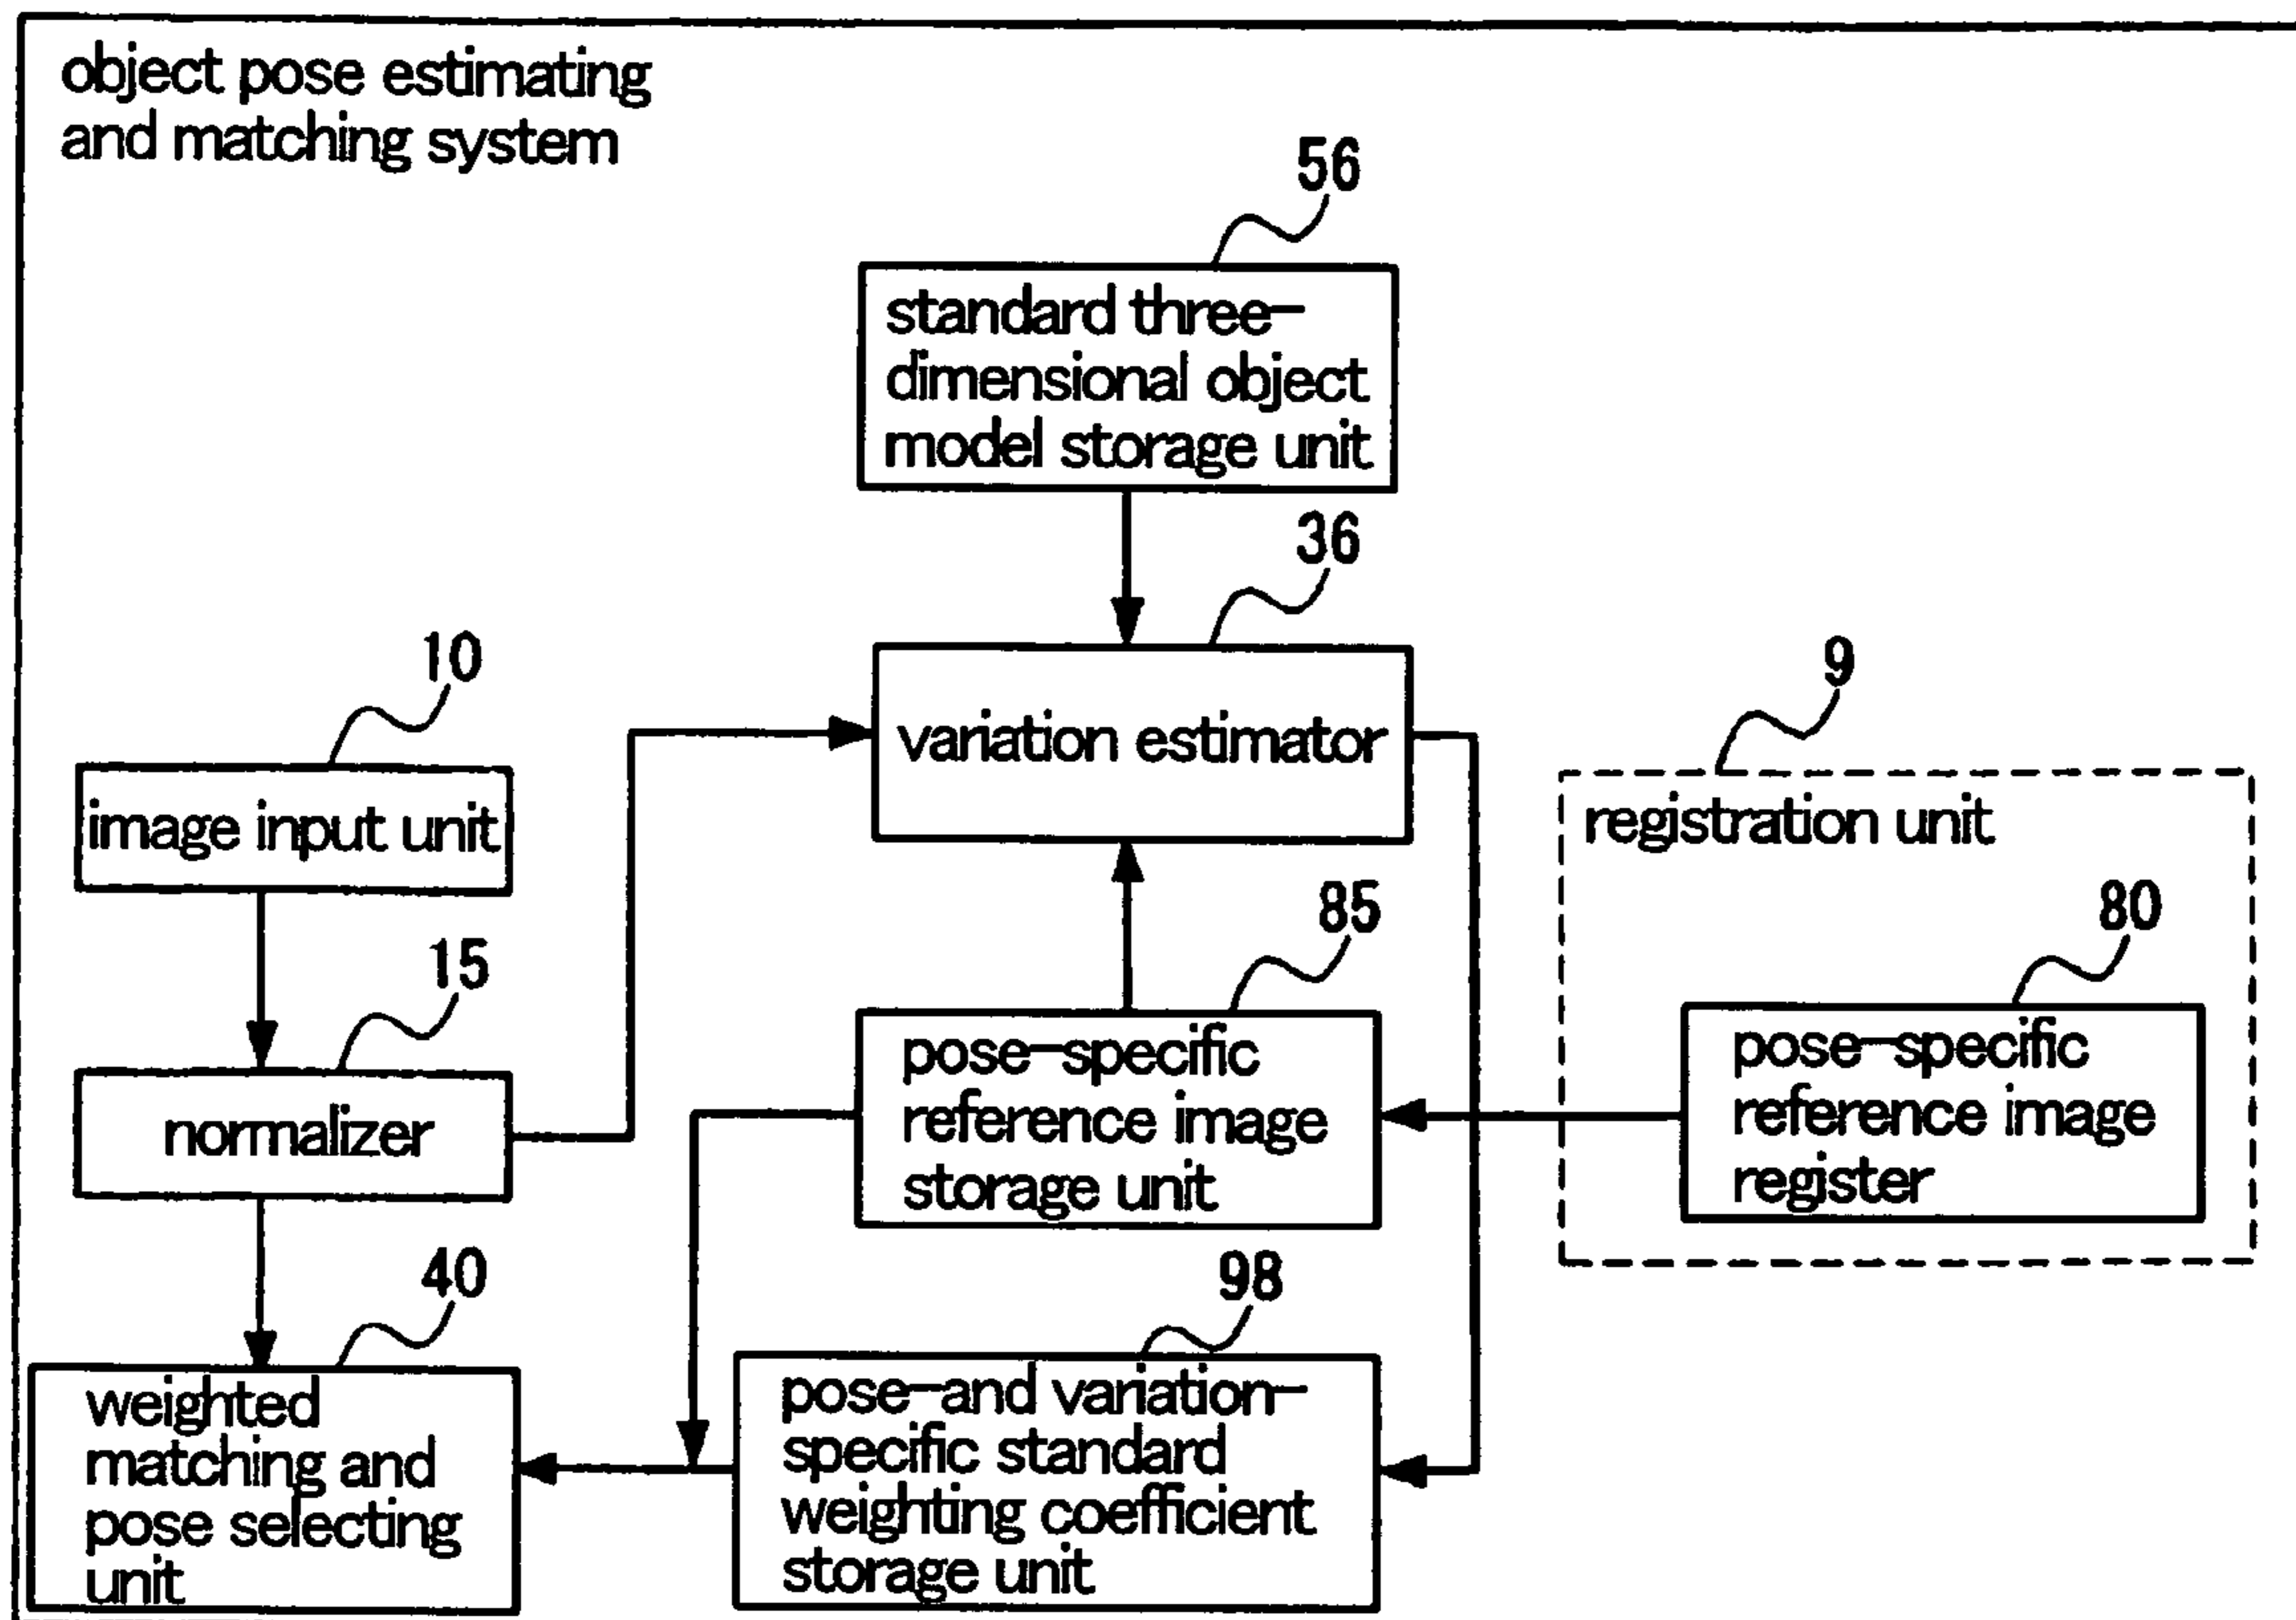 object pose estimating
and matching system
56
standard three-
dimensional object
model storage unit
36
variation estimator
10
image input unit
9
registration unit
15
normalizer
85
pose-specific
reference image
storage unit
80
pose-specific
reference image
register
40
weighted
matching and
pose selecting
unit
98
pose-and variation-
specific standard
weighting coefficient
storage unit